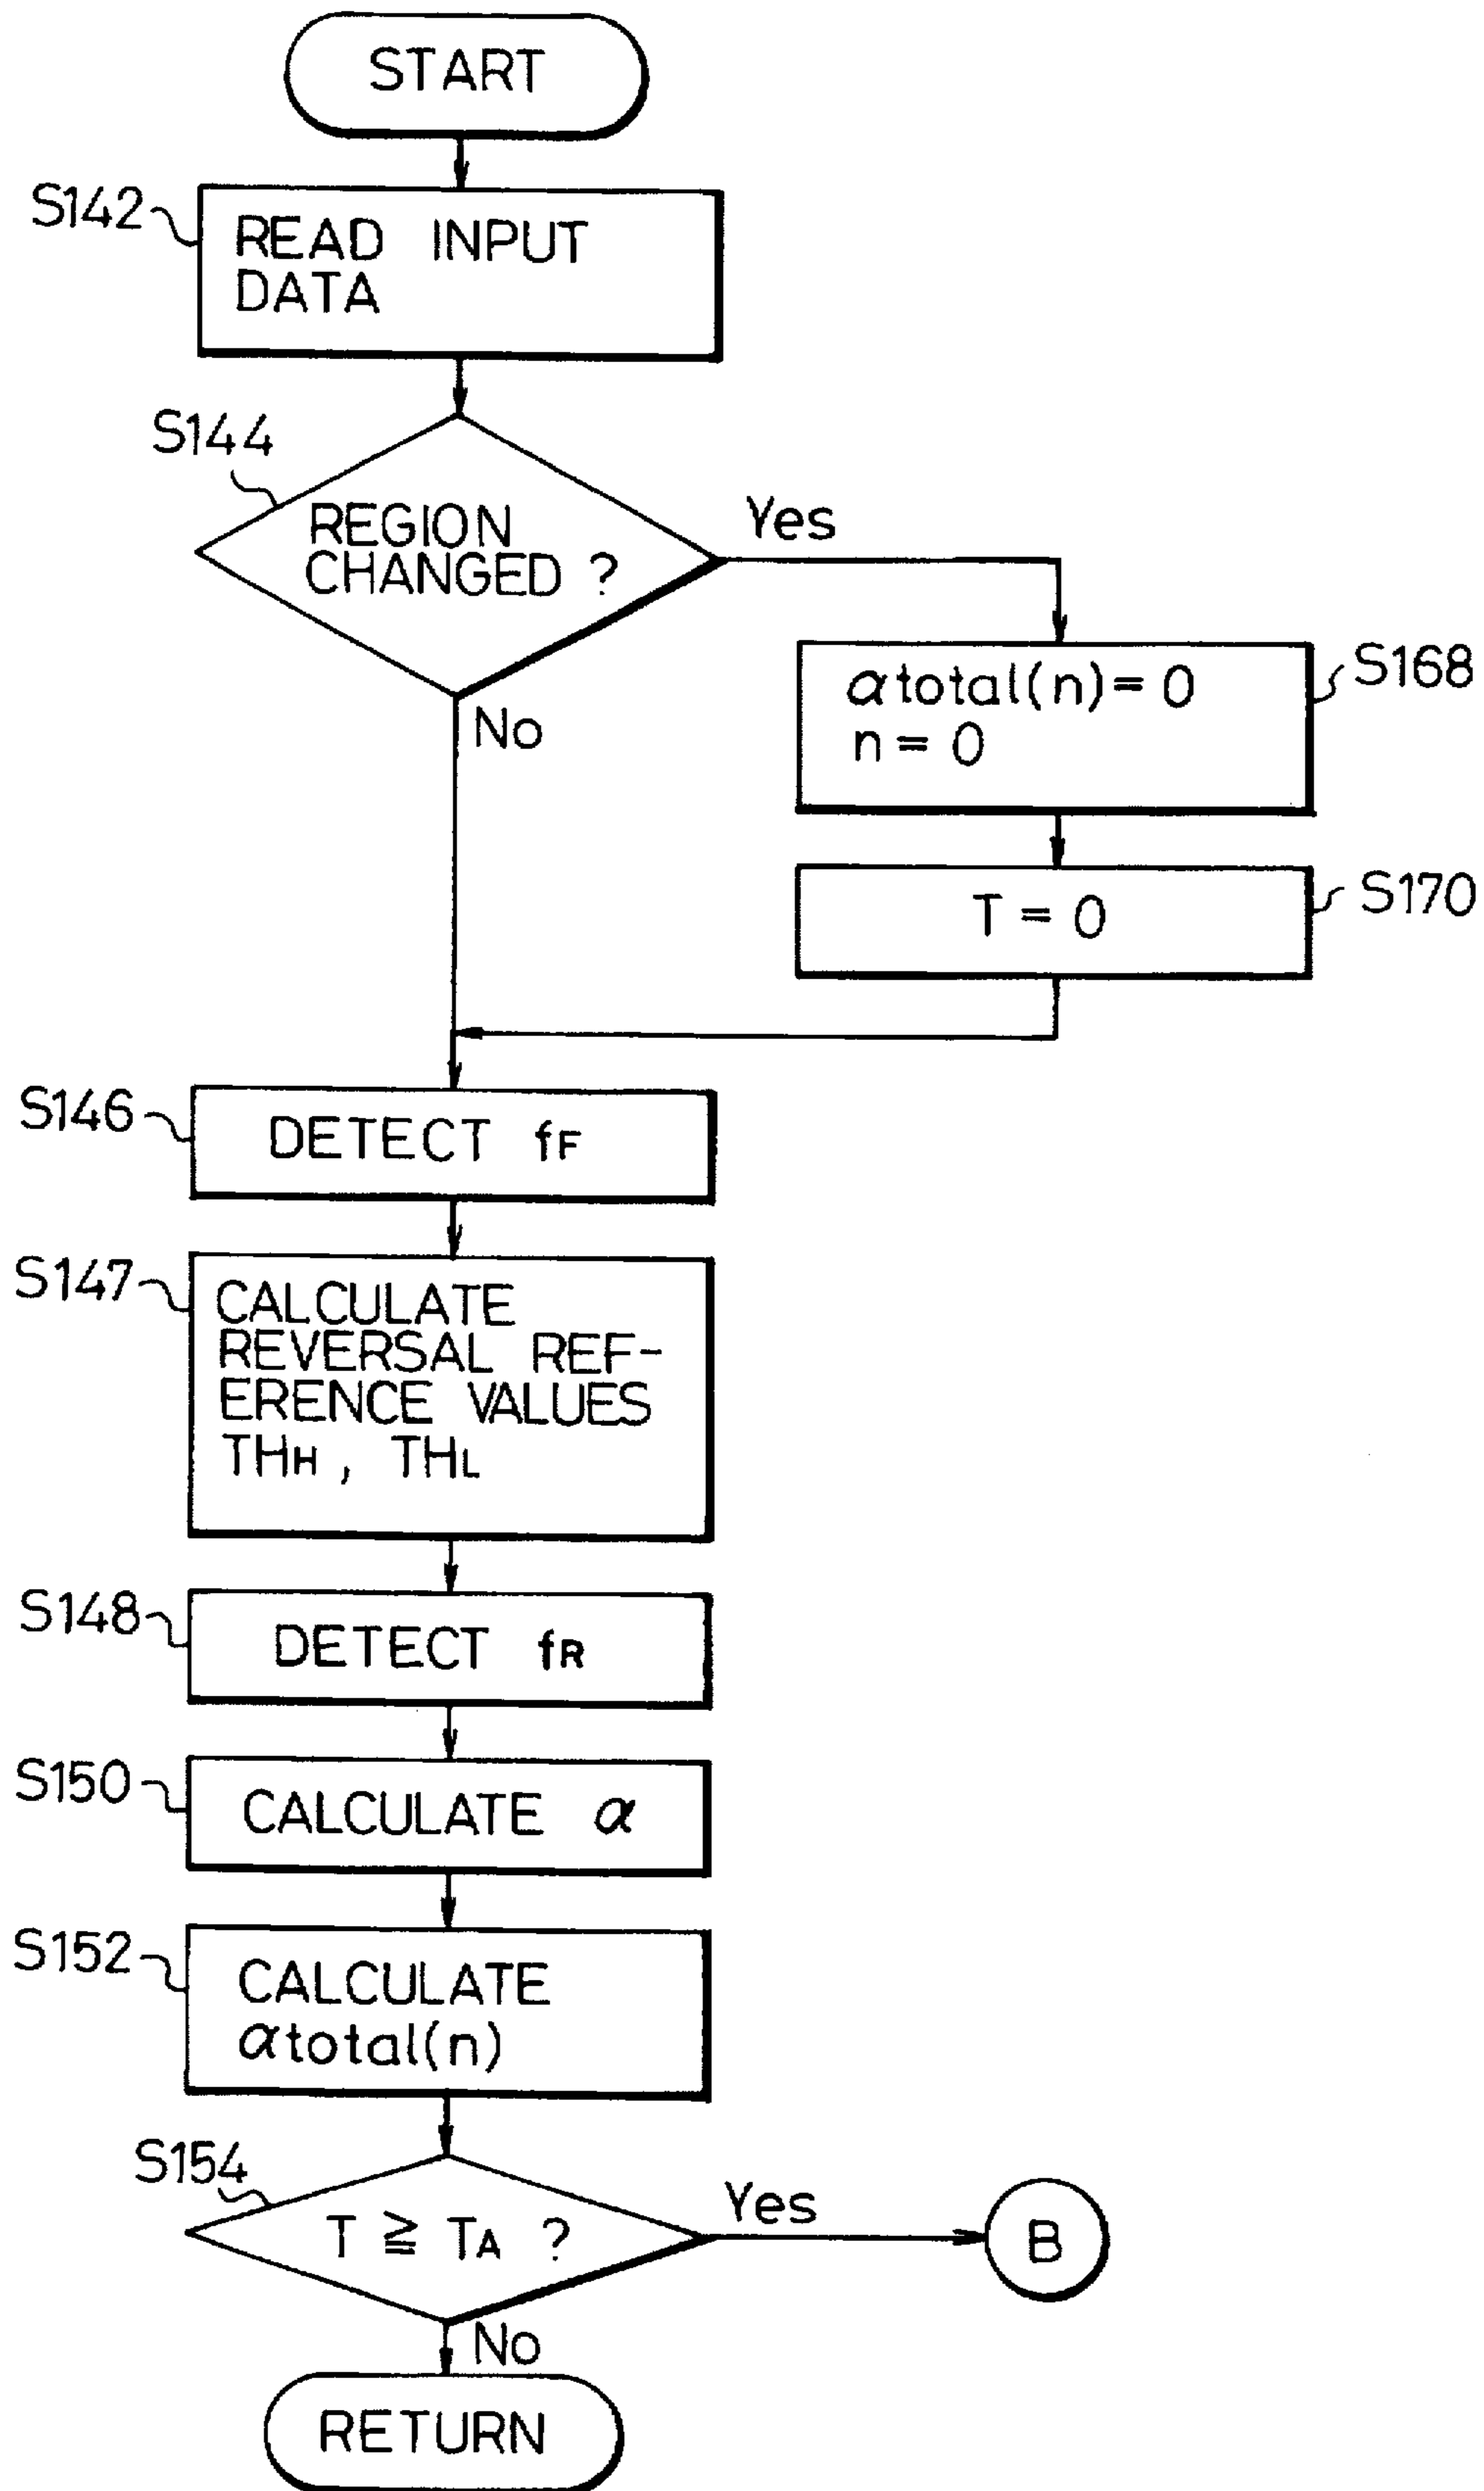 START
S142
READ INPUT
DATA
S144
REGION
CHANGED ?
Yes
No
αtotal(n) = 0
n = 0
S168
T = 0
S170
S146
DETECT fF
S147
CALCULATE
REVERSAL REF-
ERENCE VALUES
THH , THL
S148
DETECT fR
S150
CALCULATE α
S152
CALCULATE
αtotal(n)
S154
T ≧ TA ?
Yes
B
No
RETURN